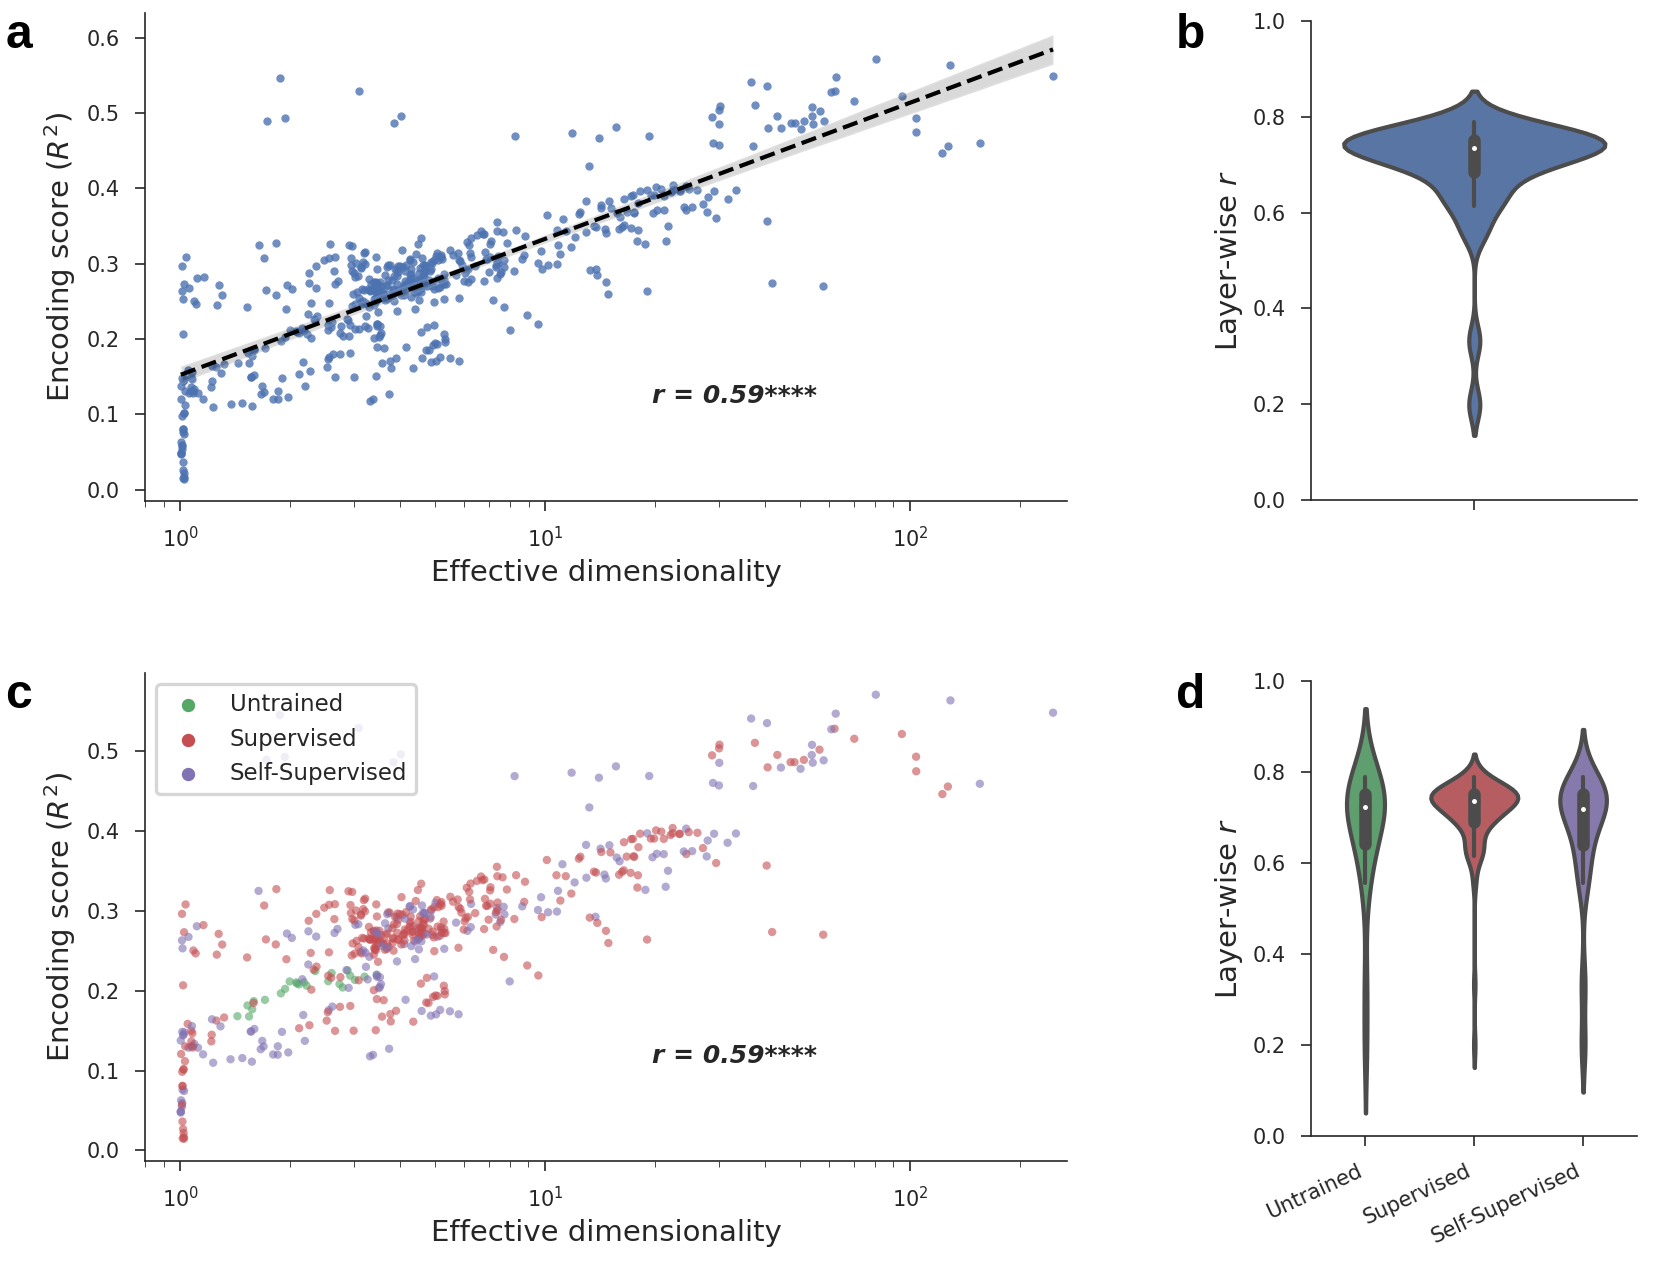 a
0.6
0.5
0.4
0.3
0.2
0.1
0.0
Encoding score (R²)
r = 0.59****
10⁰ 10¹ 10²
Effective dimensionality
b
1.0
0.8
0.6
0.4
0.2
0.0
Layer-wise r
c
Untrained
Supervised
Self-Supervised
0.5
0.4
0.3
0.2
0.1
0.0
Encoding score (R²)
r = 0.59****
10⁰ 10¹ 10²
Effective dimensionality
d
1.0
0.8
0.6
0.4
0.2
0.0
Layer-wise r
Untrained
Supervised
Self-Supervised